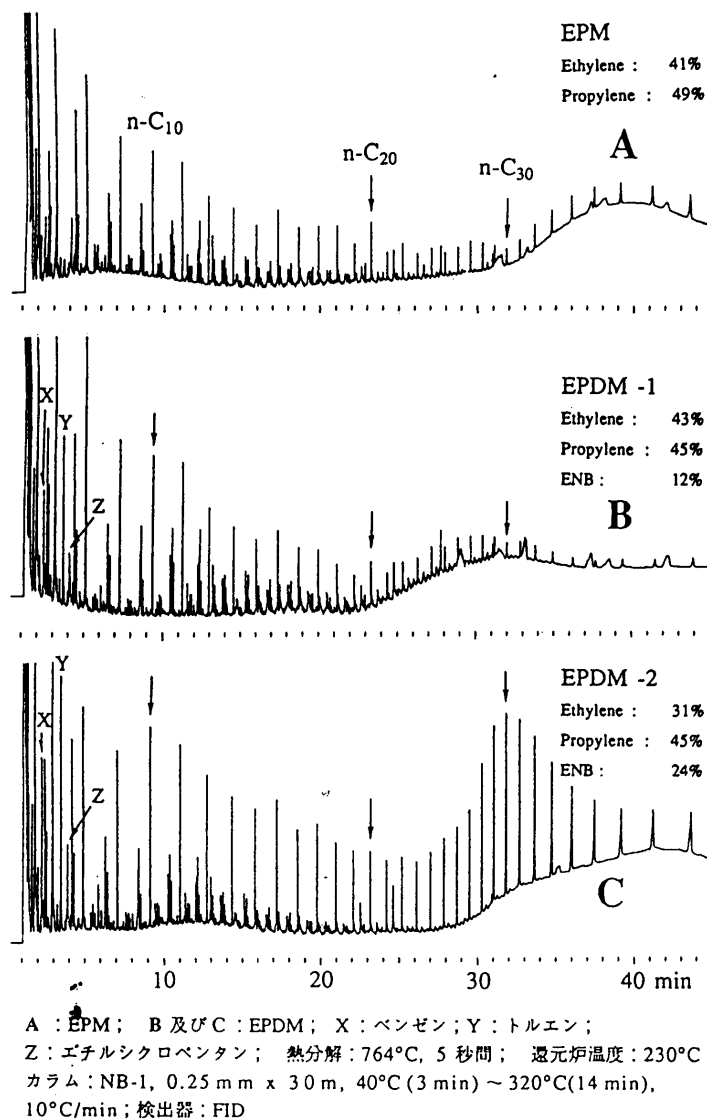 EPM
Ethylene : 41%
Propylene : 49%
A
n-C10
n-C20
n-C30
EPDM -1
Ethylene : 43%
Propylene : 45%
ENB : 12%
B
X
Y
Z
EPDM -2
Ethylene : 31%
Propylene : 45%
ENB : 24%
C
Y
X
Z
10 20 30 40 min
A : EPM ; B 及び C : EPDM ; X : ベンゼン ; Y : トルエン ;
Z : エチルシクロペンタン ; 熱分解 : 764°C, 5 秒間 ; 還元炉温度 : 230°C
カラム : NB-1, 0.25 mm x 30 m, 40°C (3 min) ~ 320°C(14 min),
10°C/min ; 検出器 : FID